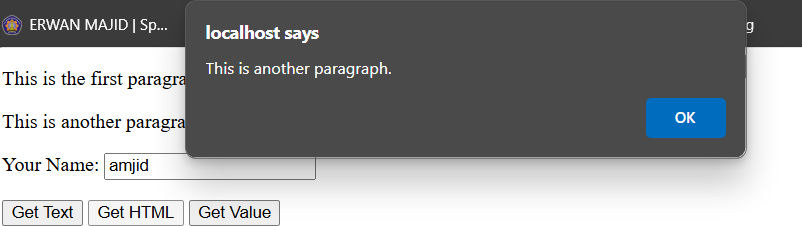 ERWAN MAJID | Sp...
localhost says
This is another paragraph.
OK
This is the first paragra
This is another paragra
Your Name: amjid
Get Text Get HTML Get Value